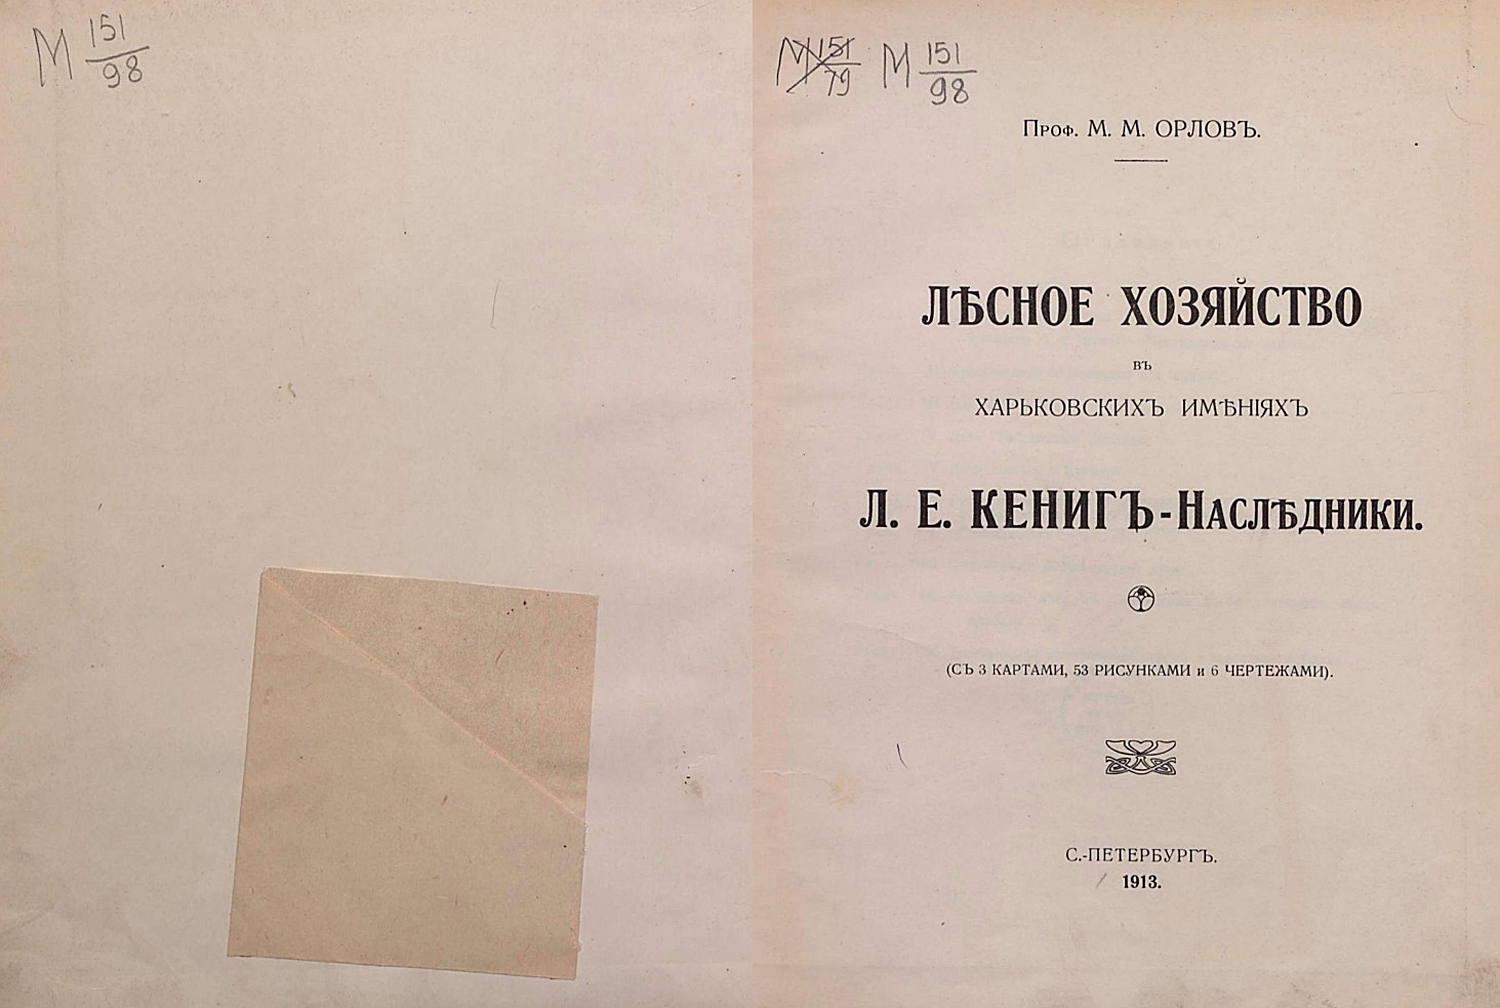 М 151
98
М 151
79
М 151
98
Проф. М. М. ОРЛОВЪ.
ЛѢСНОЕ ХОЗЯЙСТВО
въ
ХАРЬКОВСКИХЪ ИМѢНІЯХЪ
Л. Е. КЕНИГЪ-Наслѣдники.
(СЪ 3 КАРТАМИ, 53 РИСУНКАМИ и 6 ЧЕРТЕЖАМИ).
С.-ПЕТЕРБУРГЪ.
1913.